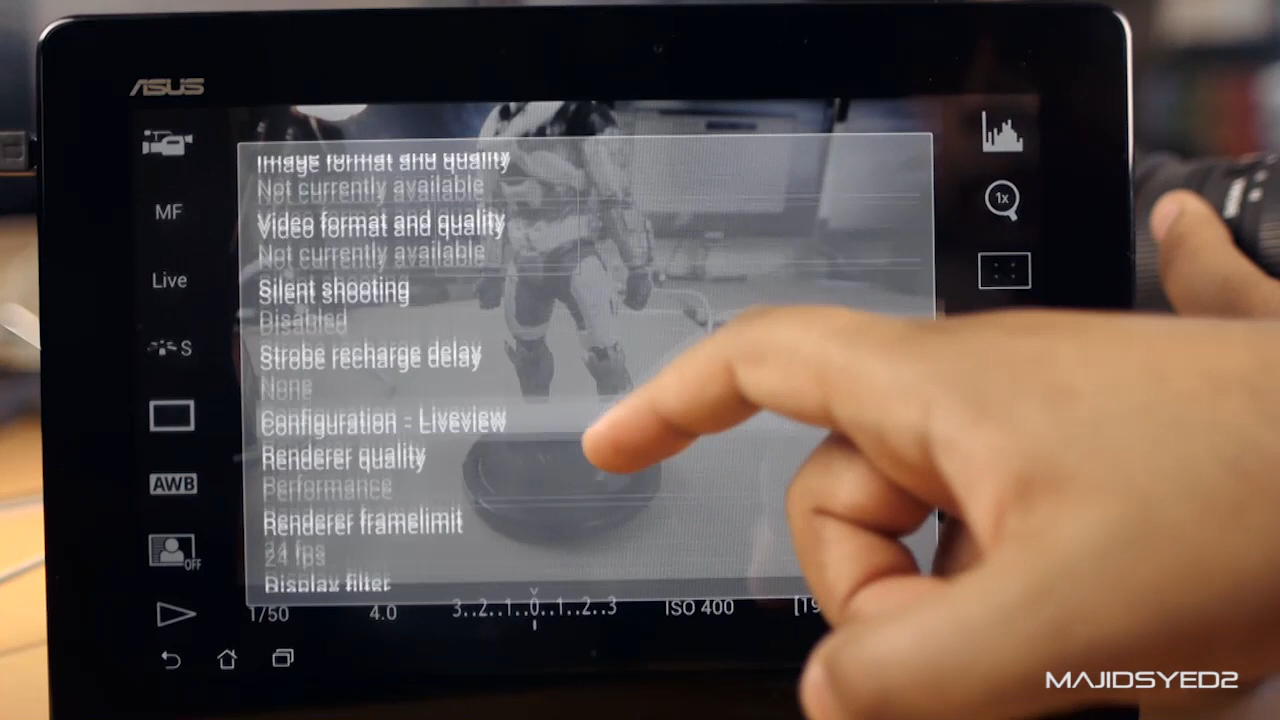 ASUS
MF
Live
S
AWB
OFF
Image format and quality
Not currently available
Video format and quality
Not currently available
Silent shooting
Disabled
Strobe recharge delay
None
Configuration - Liveview
Renderer quality
Performance
Renderer framelimit
24 fps
Display filter
1x
1/50
4.0
3..2..1..0..1..2..3
ISO 400
[19
MAJIDSYED2